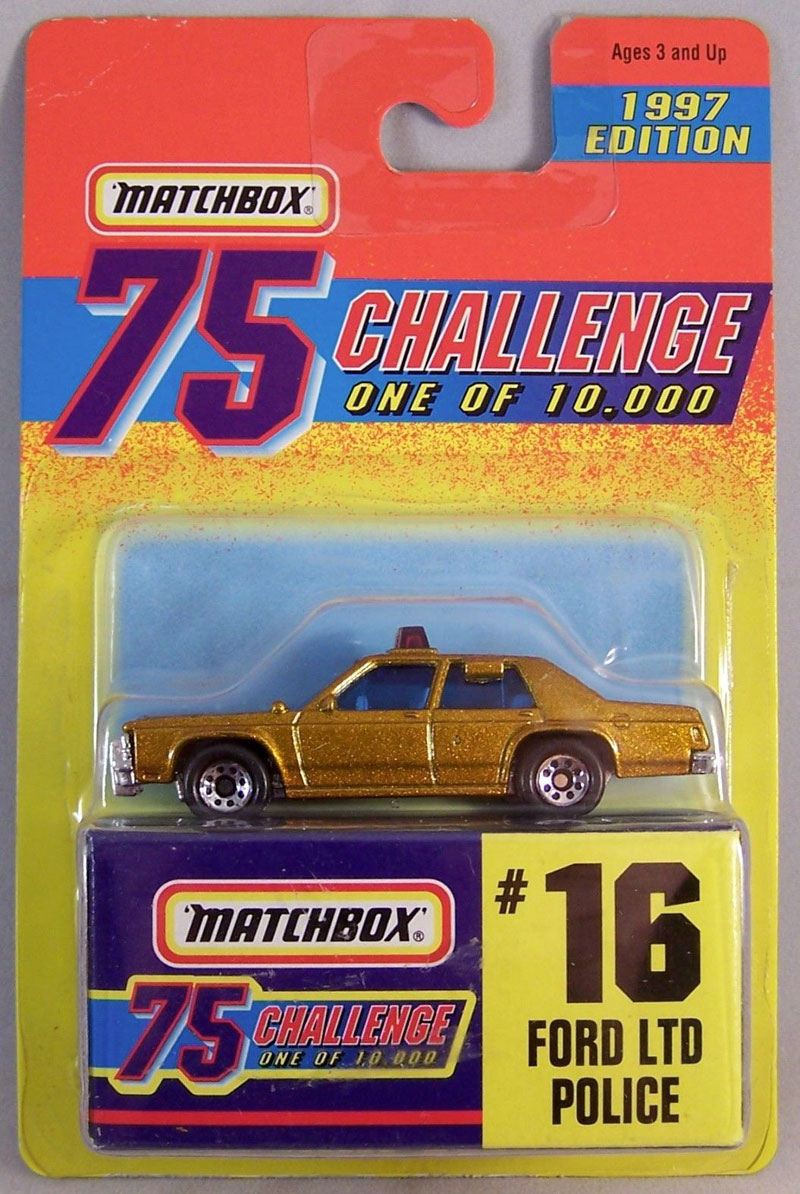 Ages 3 and Up
1997
EDITION
MATCHBOX®
75 CHALLENGE
ONE OF 10.000
MATCHBOX®
75 CHALLENGE
ONE OF 10.000
#16
FORD LTD
POLICE